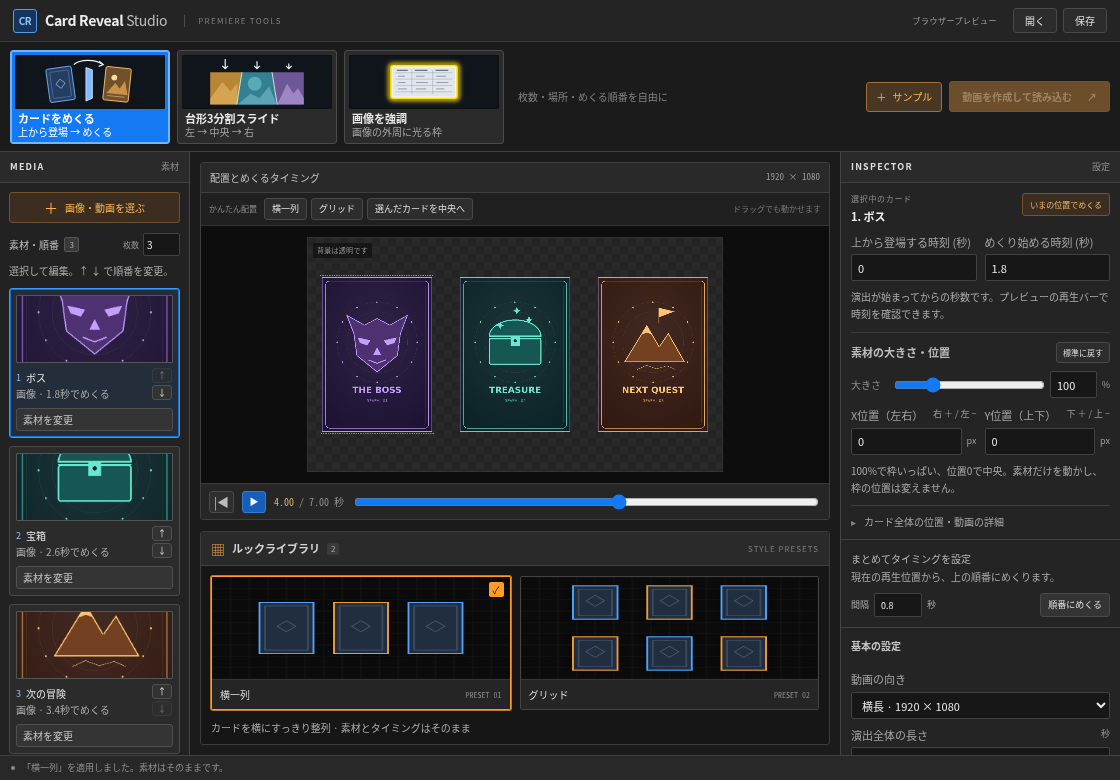 CR Card Reveal Studio PREMIERE TOOLS ブラウザープレビュー 開く 保存
カードをめくる
上から登場 → めくる
台形3分割スライド
左 → 中央 → 右
画像を強調
画像の外周に光る枠
枚数・場所・めくる順番を自由に
＋ サンプル
動画を作成して読み込む ↗
MEDIA 素材
＋ 画像・動画を選ぶ
素材・順番 3 枚数 3
選択して編集。↑ ↓ で順番を変更。
1 ボス ↑
画像・1.8秒でめくる ↓
素材を変更
2 宝箱 ↑
画像・2.6秒でめくる ↓
素材を変更
3 次の冒険 ↑
画像・3.4秒でめくる ↓
素材を変更
配置とめくるタイミング 1920 × 1080
かんたん配置 横一列 グリッド 選んだカードを中央へ ドラッグでも動かせます
背景は透明です
THE BOSS
TREASURE
NEXT QUEST
4.00 / 7.00 秒
ルックライブラリ 2 STYLE PRESETS
✓
横一列 PRESET 01
グリッド PRESET 02
カードを横にすっきり整列・素材とタイミングはそのまま
INSPECTOR 設定
選択中のカード
1. ボス
いまの位置でめくる
上から登場する時刻 (秒) めくり始める時刻 (秒)
0 1.8
演出が始まってからの秒数です。プレビューの再生バーで
時刻を確認できます。
素材の大きさ・位置 標準に戻す
大きさ 100 %
X位置（左右） 右＋/左− Y位置（上下） 下＋/上−
0 px 0 px
100%で枠いっぱい、位置0で中央。素材だけを動かし、
枠の位置は変えません。
▸ カード全体の位置・動画の詳細
まとめてタイミングを設定
現在の再生位置から、上の順番にめくります。
間隔 0.8 秒 順番にめくる
基本の設定
動画の向き
横長・1920 × 1080
演出全体の長さ 秒
● 「横一列」を適用しました。素材はそのままです。